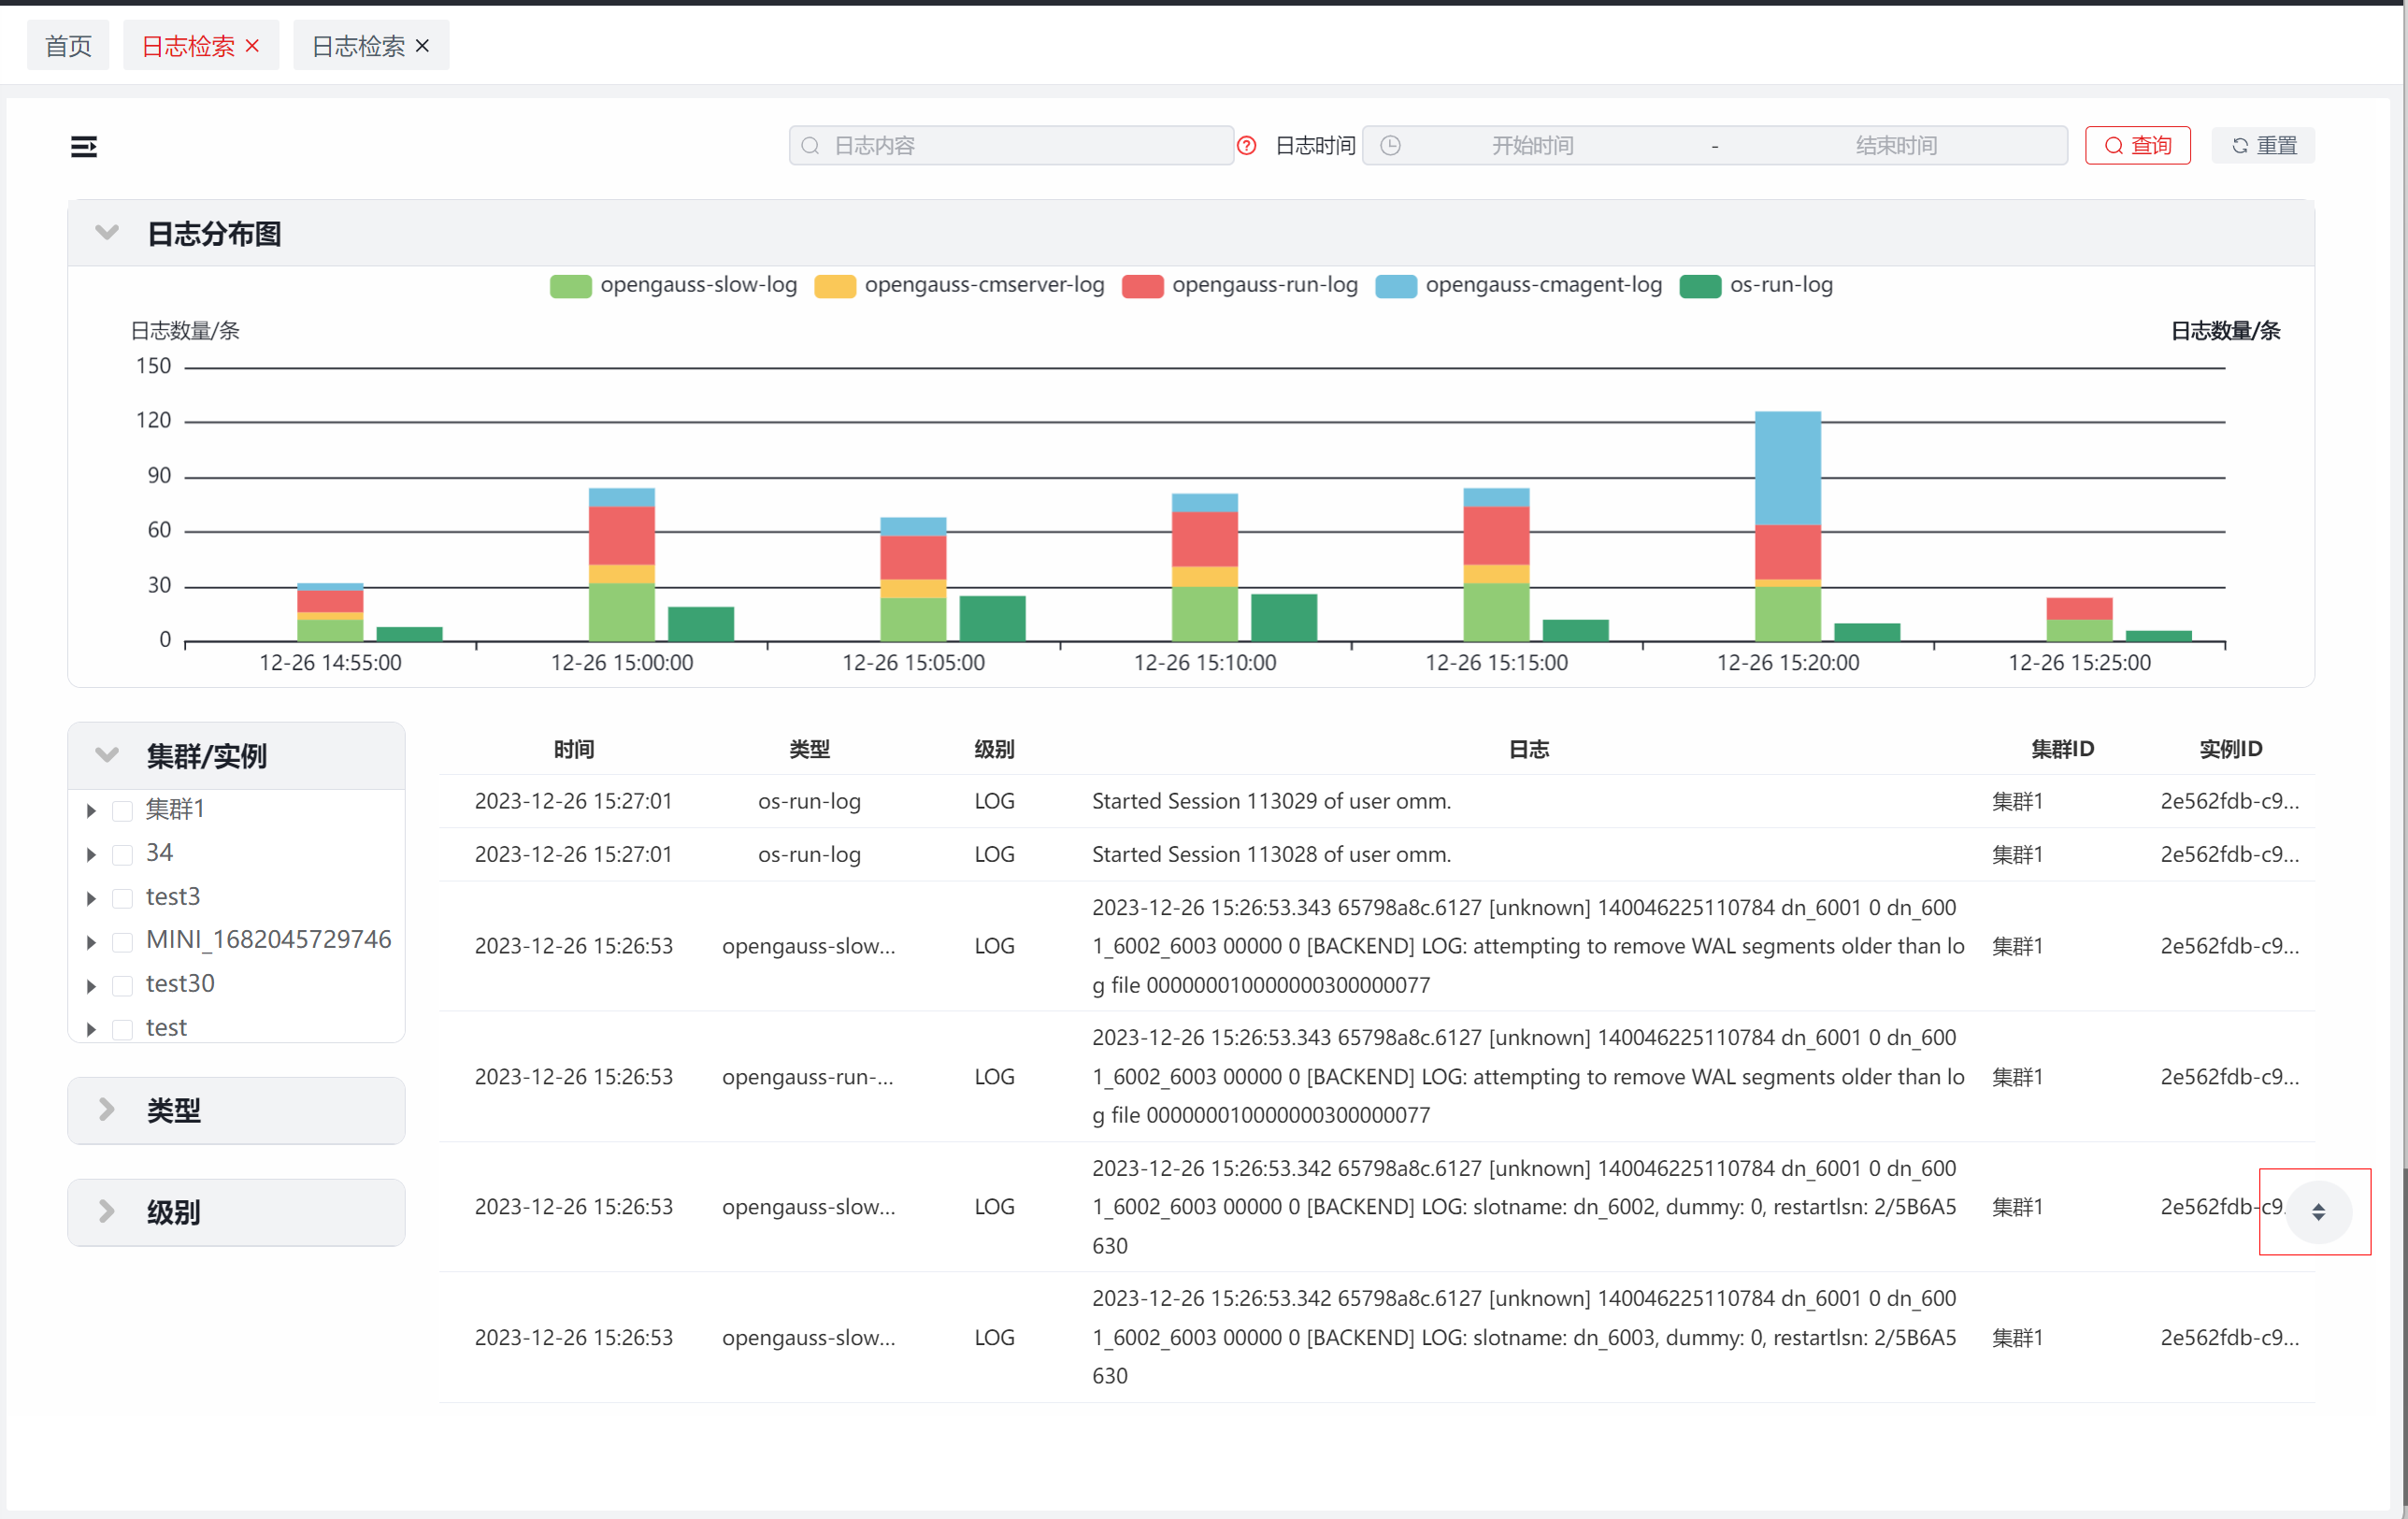 首页 日志检索 日志检索
日志内容 日志时间 开始时间 - 结束时间 查询 重置
日志分布图
opengauss-slow-log opengauss-cmserver-log opengauss-run-log opengauss-cmagent-log os-run-log
日志数量/条 日志数量/条
150
120
90
60
30
0
12-26 14:55:00 12-26 15:00:00 12-26 15:05:00 12-26 15:10:00 12-26 15:15:00 12-26 15:20:00 12-26 15:25:00
集群/实例
集群1
34
test3
MINI_1682045729746
test30
test
类型
级别
时间 类型 级别 日志 集群ID 实例ID
2023-12-26 15:27:01 os-run-log LOG Started Session 113029 of user omm. 集群1 2e562fdb-c9...
2023-12-26 15:27:01 os-run-log LOG Started Session 113028 of user omm. 集群1 2e562fdb-c9...
2023-12-26 15:26:53.343 65798a8c.6127 [unknown] 140046225110784 dn_6001 0 dn_600
2023-12-26 15:26:53 opengauss-slow... LOG 1_6002_6003 00000 0 [BACKEND] LOG: attempting to remove WAL segments older than lo 集群1 2e562fdb-c9...
g file 000000010000000300000077
2023-12-26 15:26:53.343 65798a8c.6127 [unknown] 140046225110784 dn_6001 0 dn_600
2023-12-26 15:26:53 opengauss-run-... LOG 1_6002_6003 00000 0 [BACKEND] LOG: attempting to remove WAL segments older than lo 集群1 2e562fdb-c9...
g file 000000010000000300000077
2023-12-26 15:26:53.342 65798a8c.6127 [unknown] 140046225110784 dn_6001 0 dn_600
2023-12-26 15:26:53 opengauss-slow... LOG 1_6002_6003 00000 0 [BACKEND] LOG: slotname: dn_6002, dummy: 0, restartlsn: 2/5B6A5 集群1 2e562fdb-c9.
630
2023-12-26 15:26:53.342 65798a8c.6127 [unknown] 140046225110784 dn_6001 0 dn_600
2023-12-26 15:26:53 opengauss-slow... LOG 1_6002_6003 00000 0 [BACKEND] LOG: slotname: dn_6003, dummy: 0, restartlsn: 2/5B6A5 集群1 2e562fdb-c9...
630